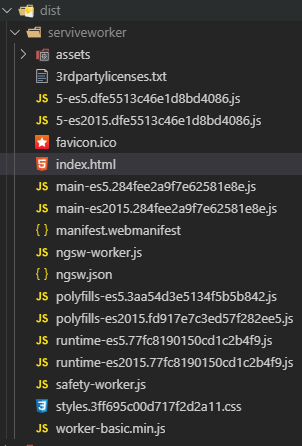 dist
serviveworker
assets
3rdpartylicenses.txt
JS 5-es5.dfe5513c46e1d8bd4086.js
JS 5-es2015.dfe5513c46e1d8bd4086.js
favicon.ico
index.html
JS main-es5.284fee2a9f7e62581e8e.js
JS main-es2015.284fee2a9f7e62581e8e.js
{ } manifest.webmanifest
JS ngsw-worker.js
{ } ngsw.json
JS polyfills-es5.3aa54d3e5134f5b5b842.js
JS polyfills-es2015.fd917e7c3ed57f282ee5.js
JS runtime-es5.77fc8190150cd1c2b4f9.js
JS runtime-es2015.77fc8190150cd1c2b4f9.js
JS safety-worker.js
styles.3ff695c00d717f2d2a11.css
JS worker-basic.min.js